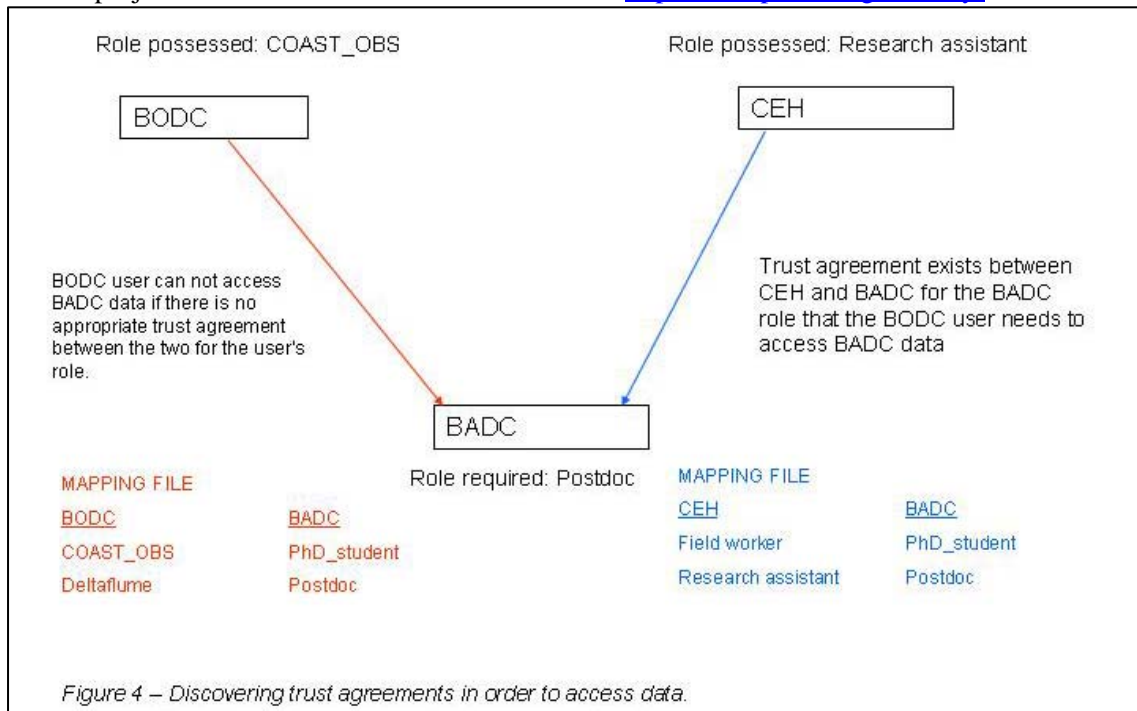 Role possessed: COAST_OBS
Role possessed: Research assistant
BODC
CEH
BODC user can not access
BADC data if there is no
appropriate trust agreement
between the two for the user's
role.
Trust agreement exists between
CEH and BADC for the BADC
role that the BODC user needs to
access BADC data
BADC
Role required: Postdoc
MAPPING FILE
BODC BADC
COAST_OBS PhD_student
Deltaflume Postdoc
MAPPING FILE
CEH BADC
Field worker PhD_student
Research assistant Postdoc
Figure 4 – Discovering trust agreements in order to access data.